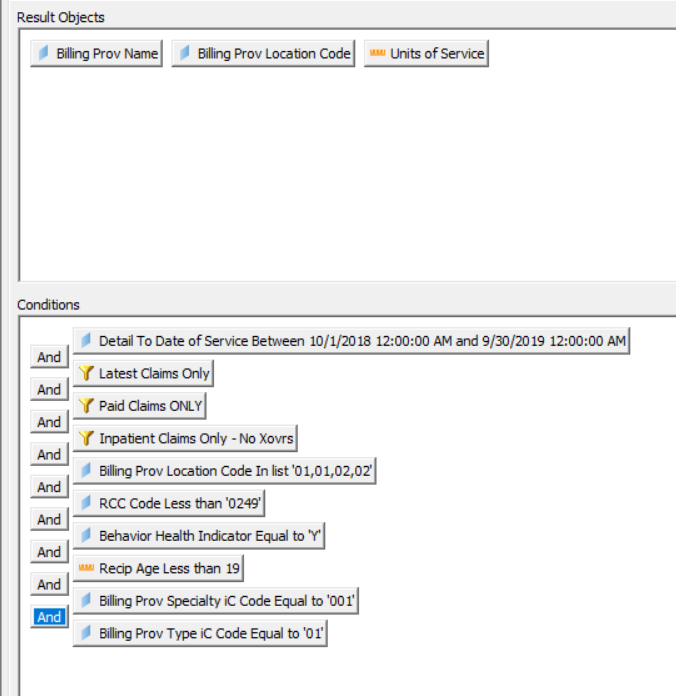 Result Objects
Billing Prov Name Billing Prov Location Code Units of Service
Conditions
Detail To Date of Service Between 10/1/2018 12:00:00 AM and 9/30/2019 12:00:00 AM
And
Latest Claims Only
And
Paid Claims ONLY
And
Inpatient Claims Only - No Xovrs
And
Billing Prov Location Code In list '01,01,02,02'
And
RCC Code Less than '0249'
And
Behavior Health Indicator Equal to 'Y'
And
Recip Age Less than 19
And
Billing Prov Specialty iC Code Equal to '001'
And
Billing Prov Type iC Code Equal to '01'